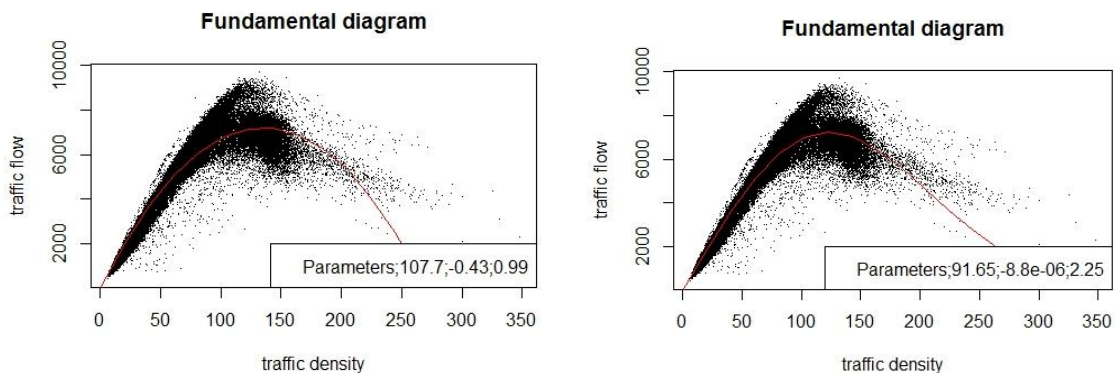 Fundamental diagram
10000
6000
2000
traffic flow
Parameters;107.7;-0.43;0.99
0 50 100 150 200 250 300 350
traffic density
Fundamental diagram
10000
6000
2000
traffic flow
Parameters;91.65;-8.8e-06;2.25
0 50 100 150 200 250 300 350
traffic density